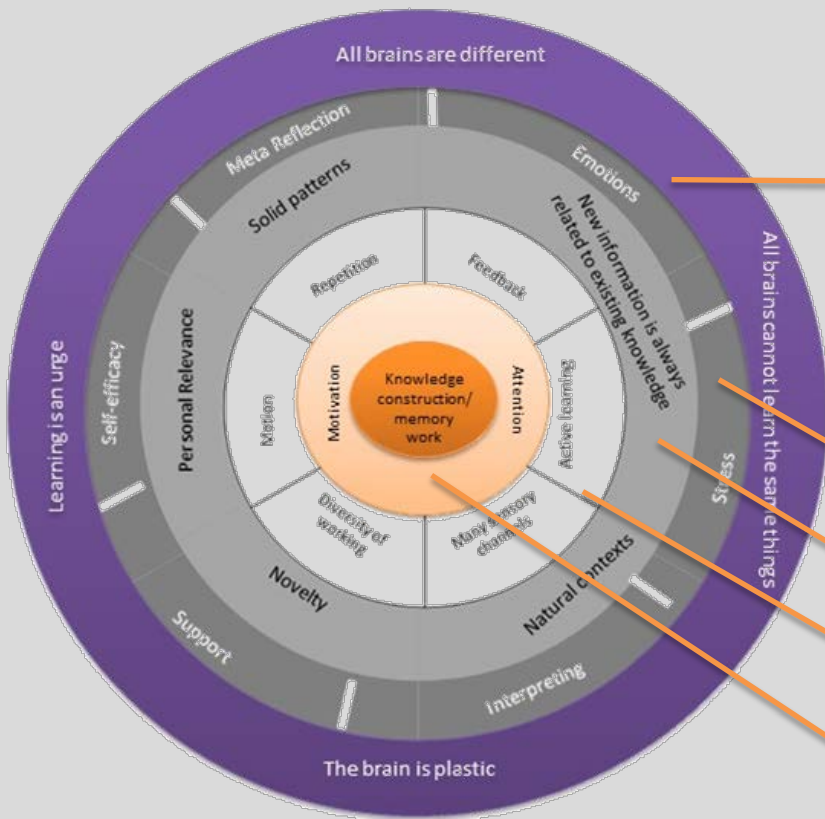 All brains are different
All brains cannot learn the same things
The brain is plastic
Learning is an urge
Meta Reflection
Emotions
Stress
Interpreting
Support
Self-efficacy
Solid patterns
New information is always
related to existing knowledge
Natural contexts
Novelty
Personal Relevance
Repetition
Feedback
Active learning
Many sensory
channels
Diversity of
working
Motion
Motivation
Attention
Knowledge
construction/
memory
work